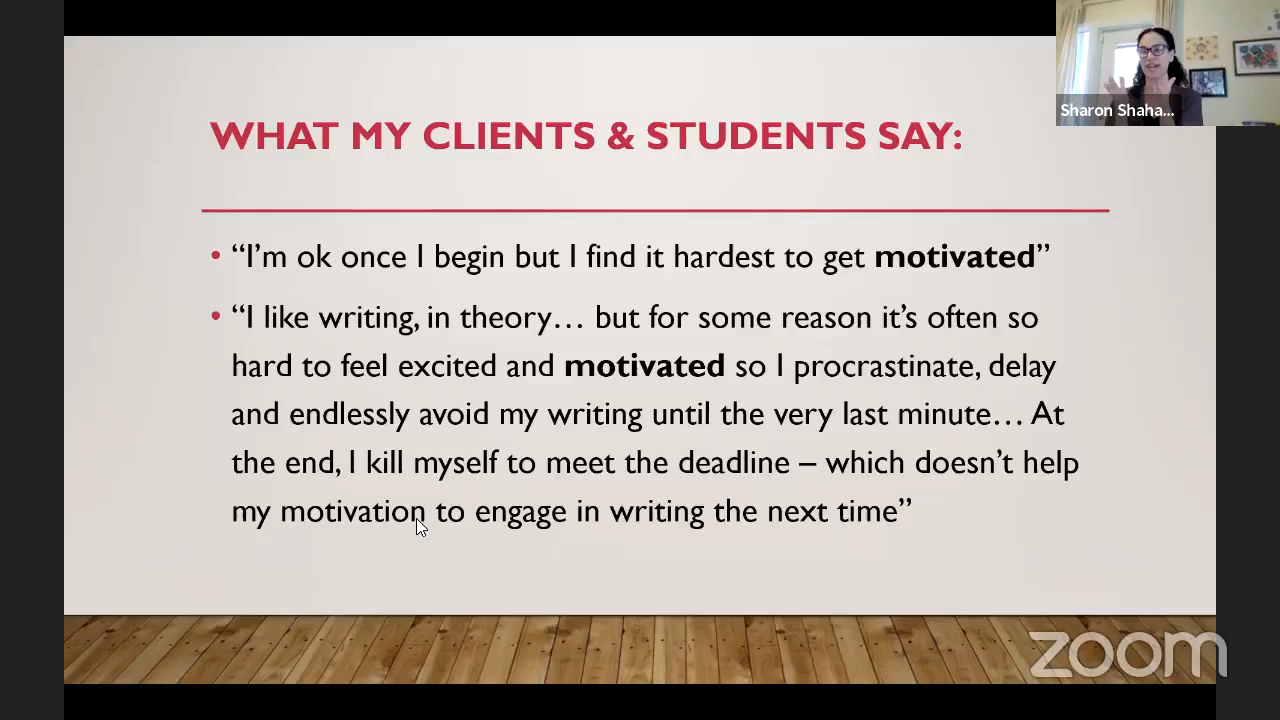 Sharon Shaha...
WHAT MY CLIENTS & STUDENTS SAY:
• “I’m ok once I begin but I find it hardest to get motivated”
• “I like writing, in theory… but for some reason it’s often so
hard to feel excited and motivated so I procrastinate, delay
and endlessly avoid my writing until the very last minute… At
the end, I kill myself to meet the deadline – which doesn’t help
my motivation to engage in writing the next time”
zoom